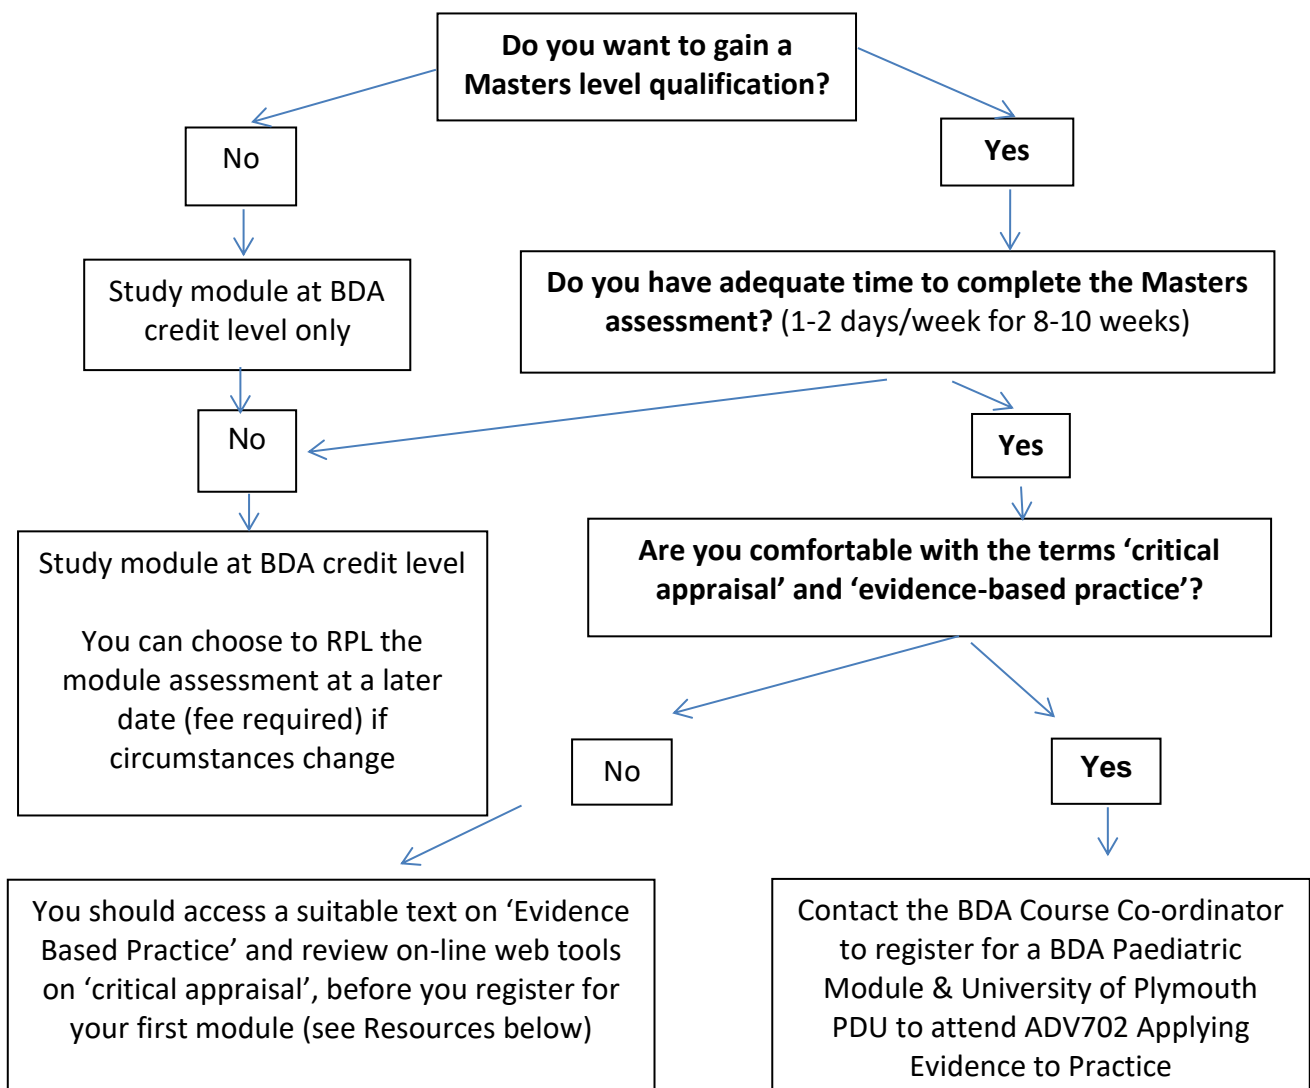 Do you want to gain a
Masters level qualification?
No
Yes
Study module at BDA
credit level only
Do you have adequate time to complete the Masters
assessment? (1-2 days/week for 8-10 weeks)
No
Yes
Study module at BDA credit level
You can choose to RPL the
module assessment at a later
date (fee required) if
circumstances change
Are you comfortable with the terms ‘critical
appraisal’ and ‘evidence-based practice’?
No
Yes
You should access a suitable text on ‘Evidence
Based Practice’ and review on-line web tools
on ‘critical appraisal’, before you register for
your first module (see Resources below)
Contact the BDA Course Co-ordinator
to register for a BDA Paediatric
Module & University of Plymouth
PDU to attend ADV702 Applying
Evidence to Practice